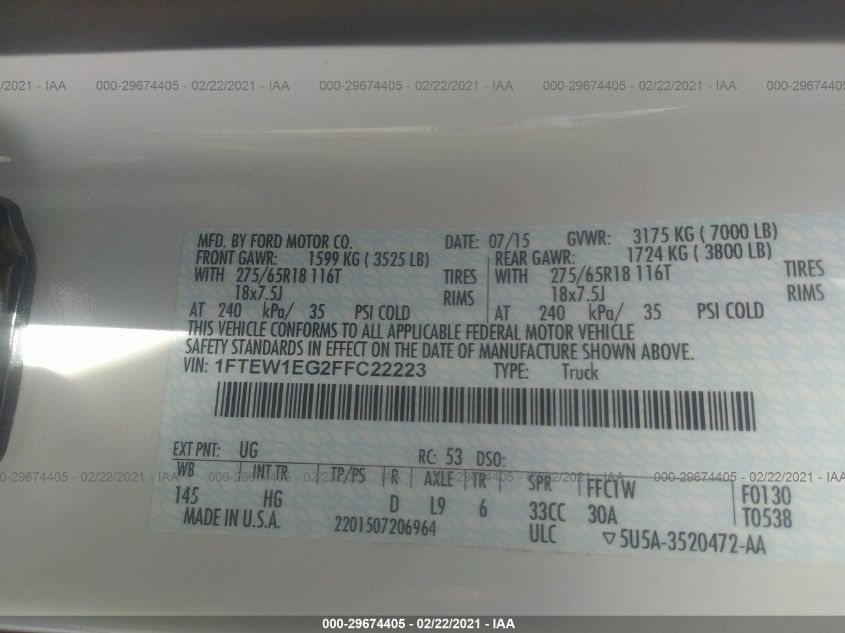 2021 - IAA 000-29674405 - 02/22/2021 - IAA 000-29674405 - 02/22/2021 - IAA 000-29674405 - 02/22/2021 - IAA 000-29674405 - 02/22
MFD. BY FORD MOTOR CO. DATE: 07/15 GVWR: 3175 KG ( 7000 LB)
FRONT GAWR: 1599 KG ( 3525 LB) REAR GAWR: 1724 KG ( 3800 LB)
WITH 275/65R18 116T TIRES WITH 275/65R18 116T TIRES
18x7.5J RIMS 18x7.5J RIMS
AT 240 kPa/ 35 PSI COLD AT 240 kPa/ 35 PSI COLD
THIS VEHICLE CONFORMS TO ALL APPLICABLE FEDERAL MOTOR VEHICLE
SAFETY STANDARDS IN EFFECT ON THE DATE OF MANUFACTURE SHOWN ABOVE.
VIN: 1FTEW1EG2FFC22223 TYPE: Truck
EXT PNT: UG RC: 53 DSO:
WB INT TR TP/PS R AXLE TR SPR FFC1W F0130
145 HG D L9 6 33CC 30A T0538
MADE IN U.S.A. 2201507206964 ULC 5U5A-3520472-AA
000-29674405 - 02/22/2021 - IAA